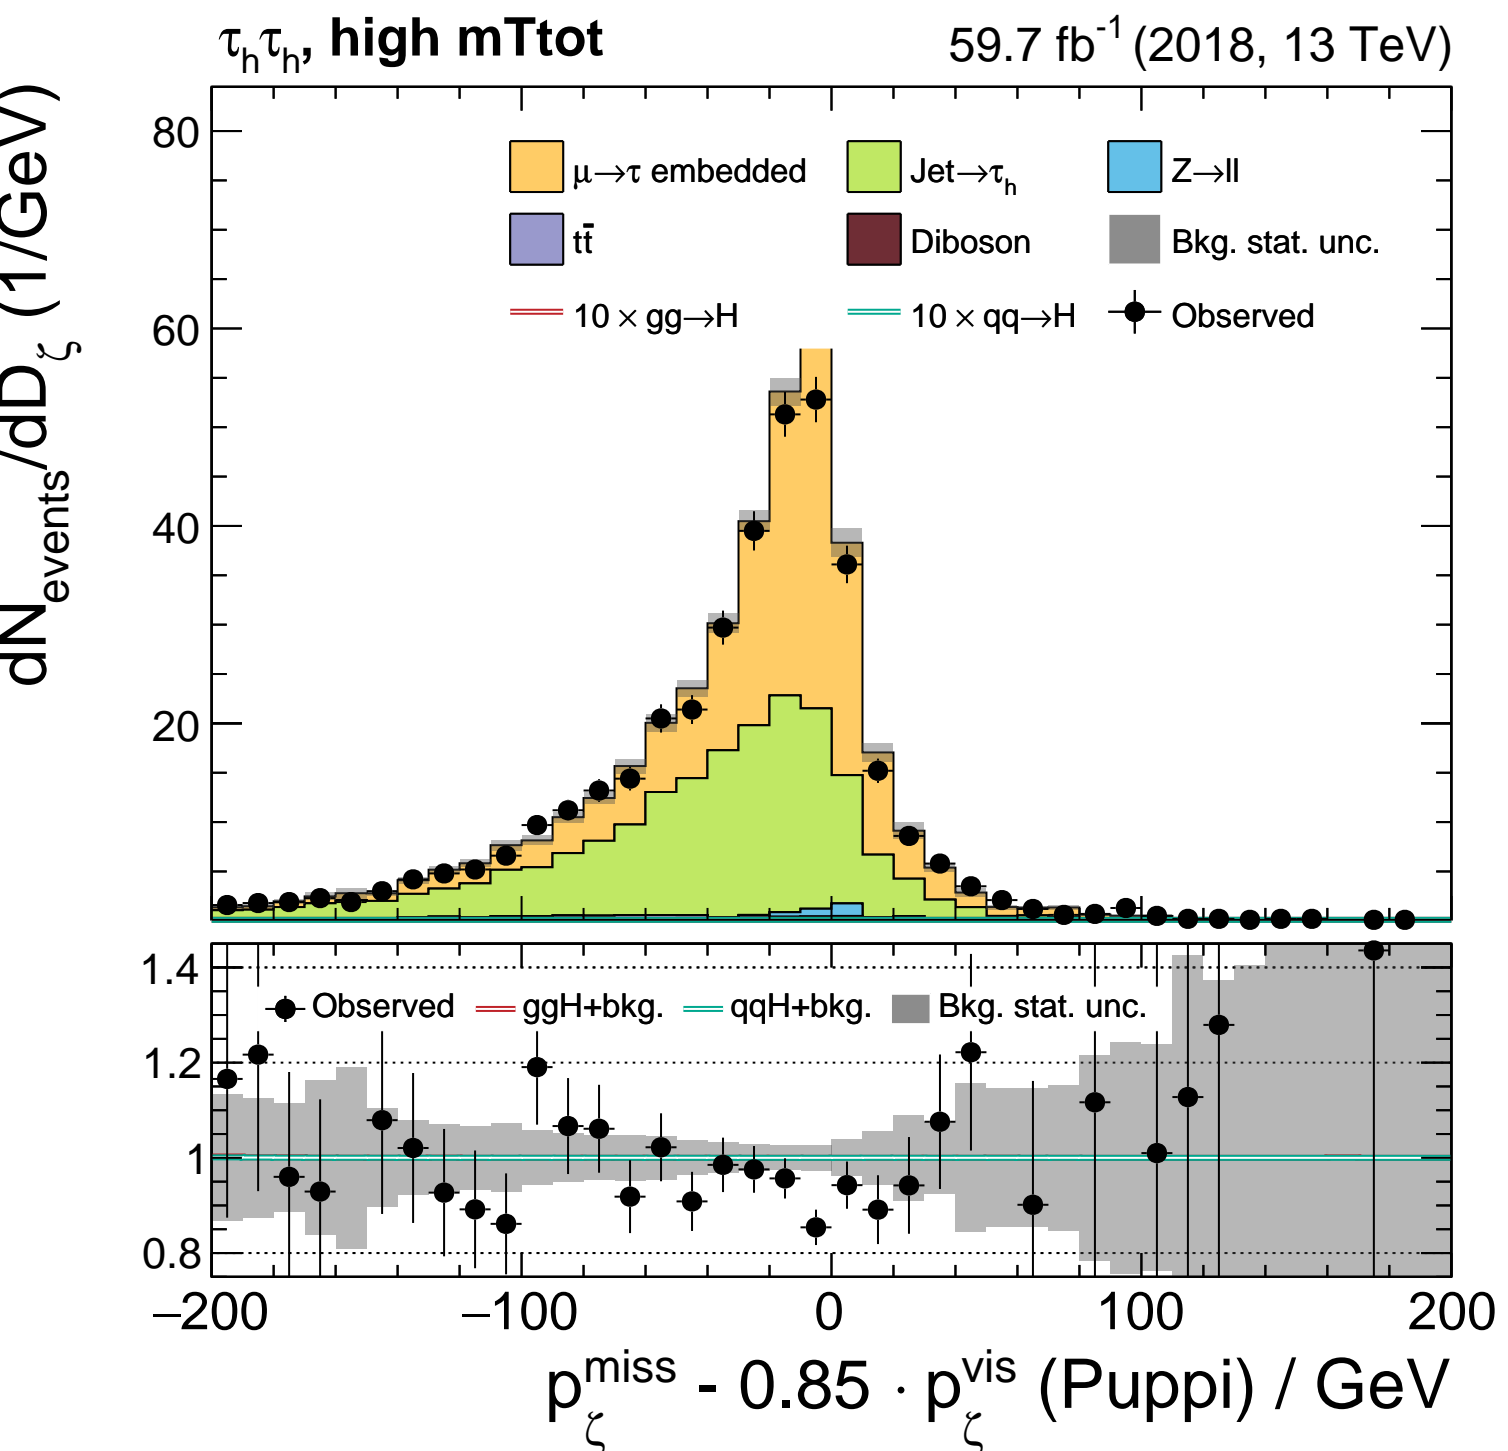 τhτh, high mTtot 59.7 fb-1 (2018, 13 TeV)
dNevents/dDζ (1/GeV)
80
60
40
20
μ→τ embedded Jet→τh Z→ll
tt̄ Diboson Bkg. stat. unc.
10 × gg→H 10 × qq→H Observed
1.4
1.2
1
0.8
Observed ggH+bkg. qqH+bkg. Bkg. stat. unc.
−200 −100 0 100 200
pζmiss - 0.85 · pζvis (Puppi) / GeV